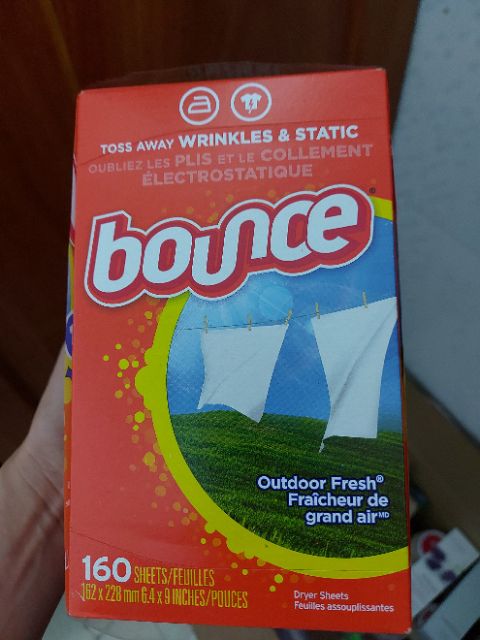 TOSS AWAY WRINKLES & STATIC
OUBLIEZ LES PLIS ET LE COLLEMENT
ÉLECTROSTATIQUE
bounce®
Outdoor Fresh®
Fraîcheur de
grand air MD
160 SHEETS/FEUILLES
162 x 228 mm 6.4 x 9 INCHES/POUCES
Dryer Sheets
Feuilles assouplissantes